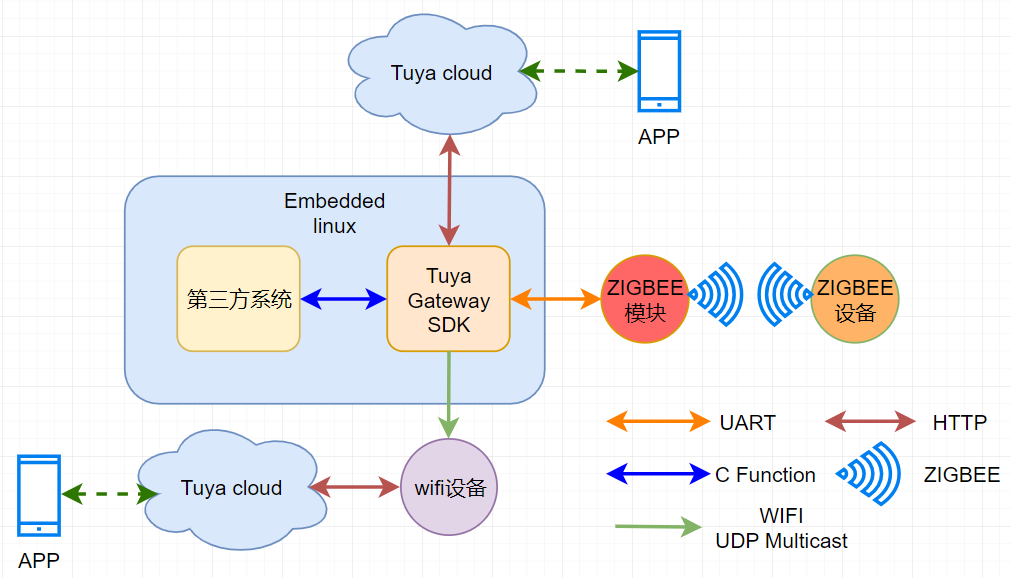 Tuya cloud
APP
Embedded
linux
第三方系统
Tuya
Gateway
SDK
ZIGBEE
模块
ZIGBEE
设备
UART
HTTP
C Function
ZIGBEE
WIFI
UDP Multicast
Tuya cloud
wifi设备
APP